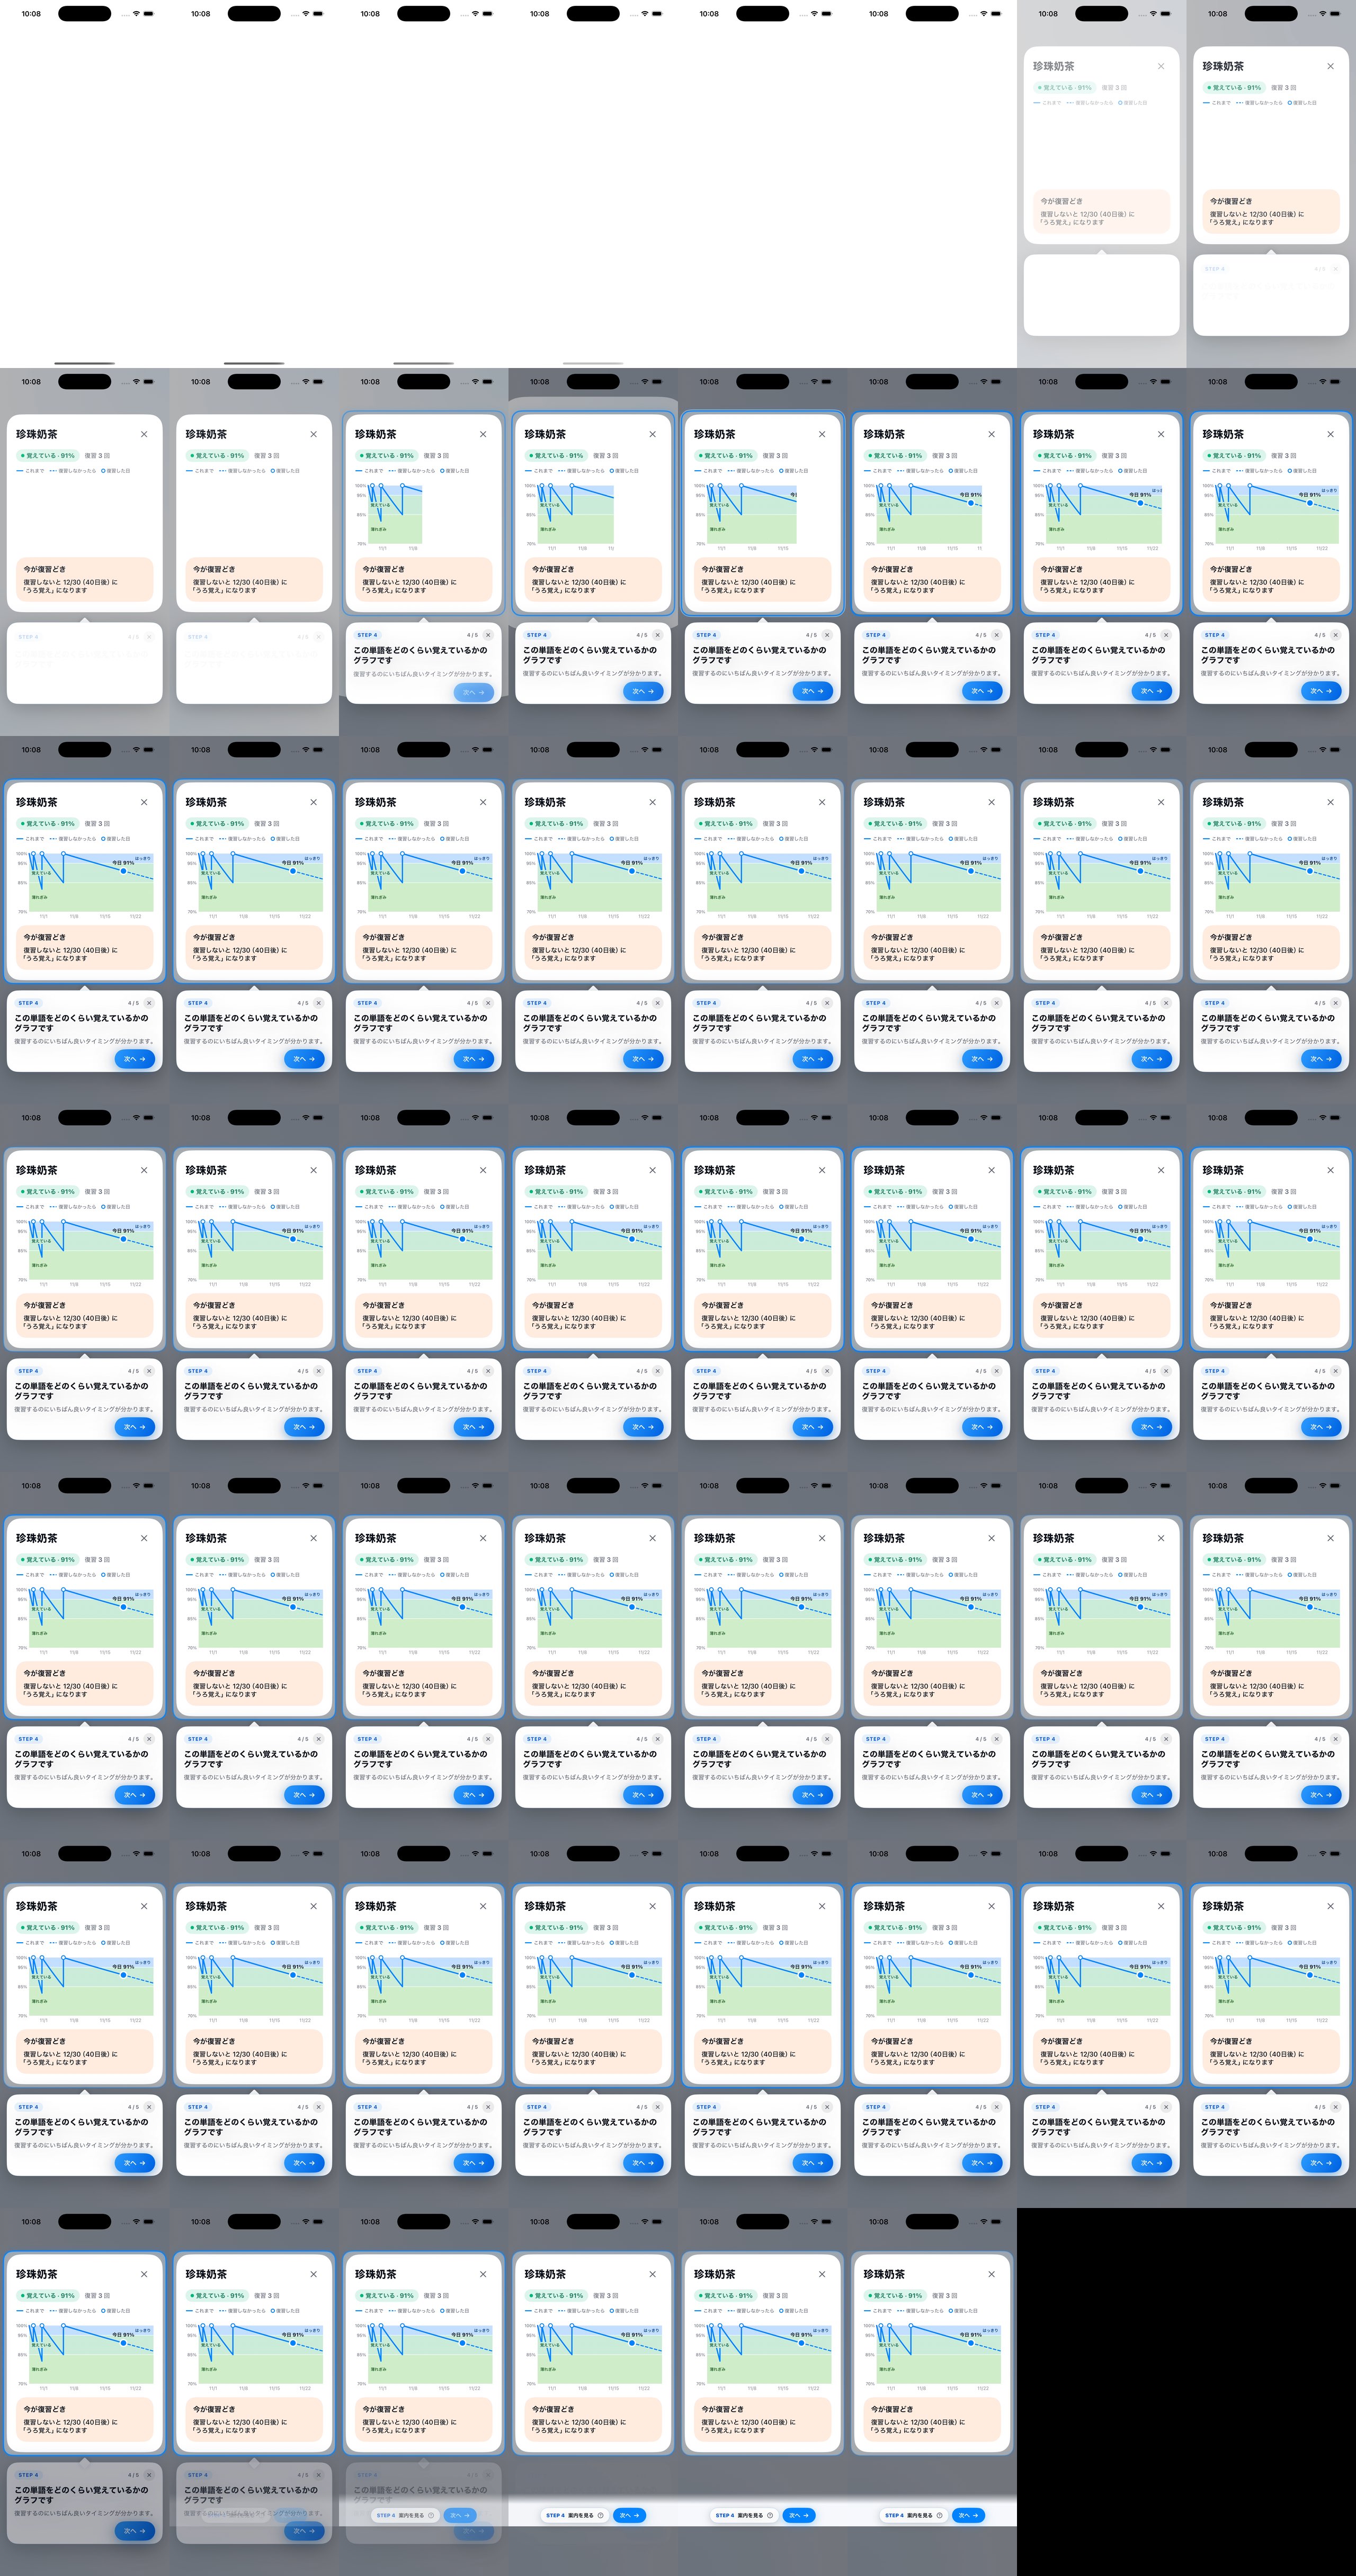 10:08
珍珠奶茶
覚えている · 91% 復習 3 回
これまで 復習しなかったら 復習した日
100%
はっきり
95%
今日 91%
覚えている
85%
薄れぎみ
70%
11/1 11/8 11/15 11/22
今が復習どき
復習しないと 12/30 (40日後) に
「うろ覚え」になります
STEP 4 4 / 5
この単語をどのくらい覚えているかの
グラフです
復習するのにいちばん良いタイミングが分かります。
次へ →
STEP 4 案内を見る 次へ →